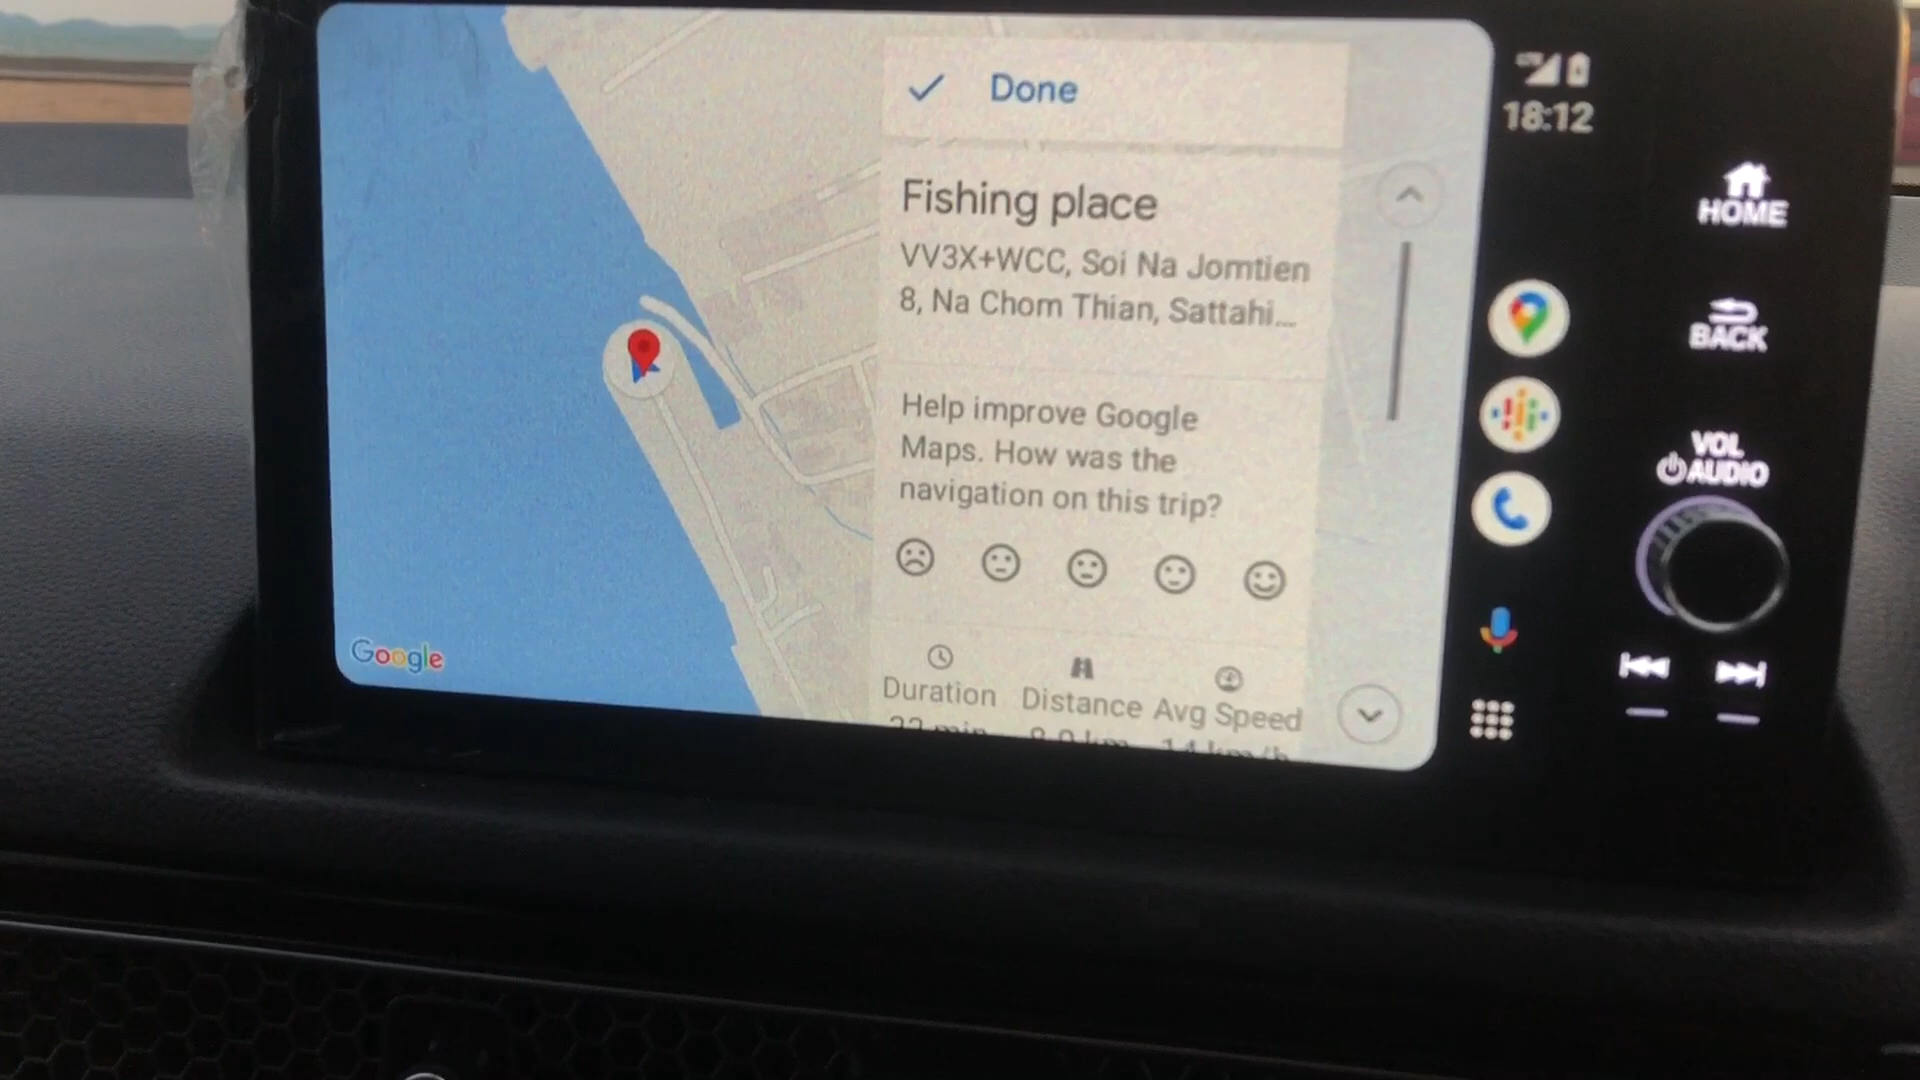 Done
18:12
Fishing place
VV3X+WCC, Soi Na Jomtien
8, Na Chom Thian, Sattahi...
Help improve Google
Maps. How was the
navigation on this trip?
Duration Distance Avg Speed
Google
HOME
BACK
VOL
AUDIO